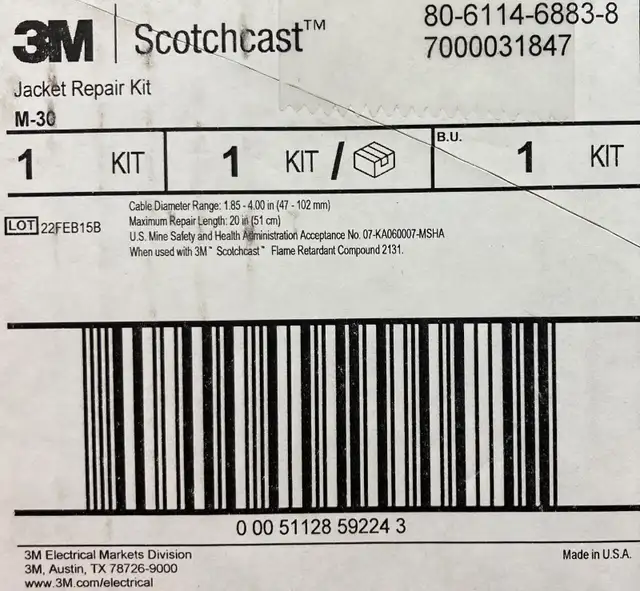 3M Scotchcast™
80-6114-6883-8
7000031847
Jacket Repair Kit
M-30
1 KIT 1 KIT / B.U. 1 KIT
LOT 22FEB15B
Cable Diameter Range: 1.85 - 4.00 in (47 - 102 mm)
Maximum Repair Length: 20 in (51 cm)
U.S. Mine Safety and Health Administration Acceptance No. 07-KA060007-MSHA
When used with 3M™ Scotchcast™ Flame Retardant Compound 2131.
0 00 51128 59224 3
3M Electrical Markets Division
3M, Austin, TX 78726-9000
www.3M.com/electrical
Made in U.S.A.